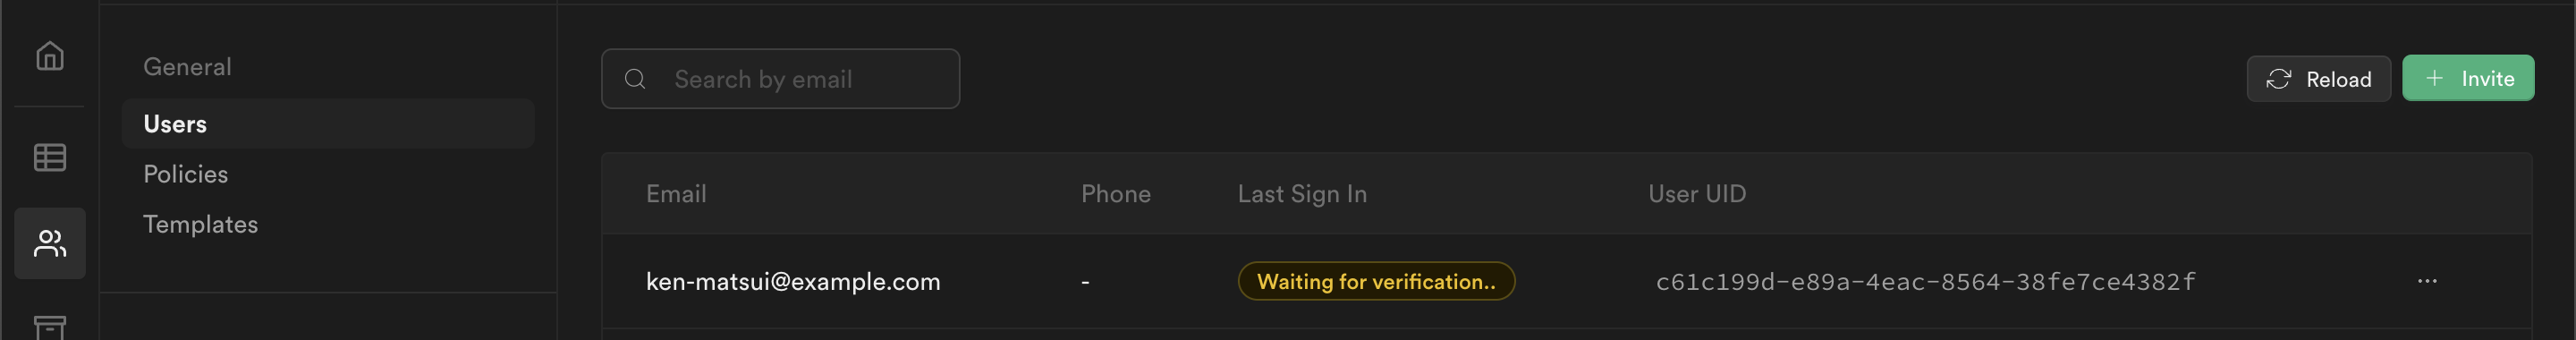 General
Users
Policies
Templates
Search by email
Reload
Invite
Email Phone Last Sign In User UID
ken-matsui@example.com - Waiting for verification.. c61c199d-e89a-4eac-8564-38fe7ce4382f